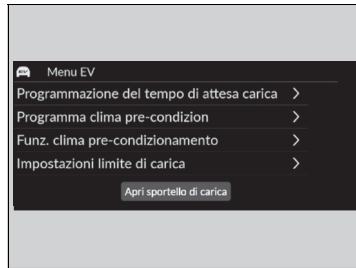 EV
Menu EV
Programmazione del tempo di attesa carica
Programma clima pre-condizion
Funz. clima pre-condizionamento
Impostazioni limite di carica
Apri sportello di carica